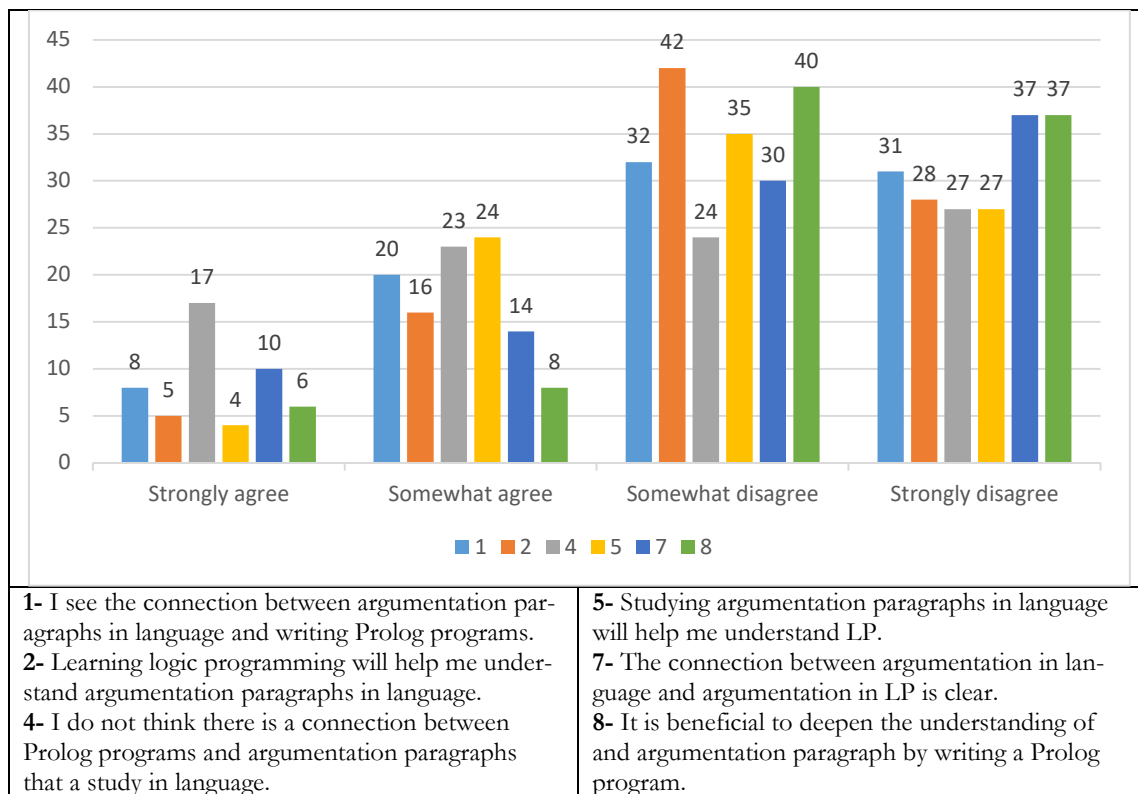 45
40
35
30
25
20
15
10
5
0
8
5
17
4
10
6
20
16
23
24
14
8
32
42
24
35
30
40
31
28
27
27
37
37
Strongly agree
Somewhat agree
Somewhat disagree
Strongly disagree
1 2 4 5 7 8
1- I see the connection between argumentation par-
agraphs in language and writing Prolog programs.
2- Learning logic programming will help me under-
stand argumentation paragraphs in language.
4- I do not think there is a connection between
Prolog programs and argumentation paragraphs
that a study in language.
5- Studying argumentation paragraphs in language
will help me understand LP.
7- The connection between argumentation in lan-
guage and argumentation in LP is clear.
8- It is beneficial to deepen the understanding of
and argumentation paragraph by writing a Prolog
program.